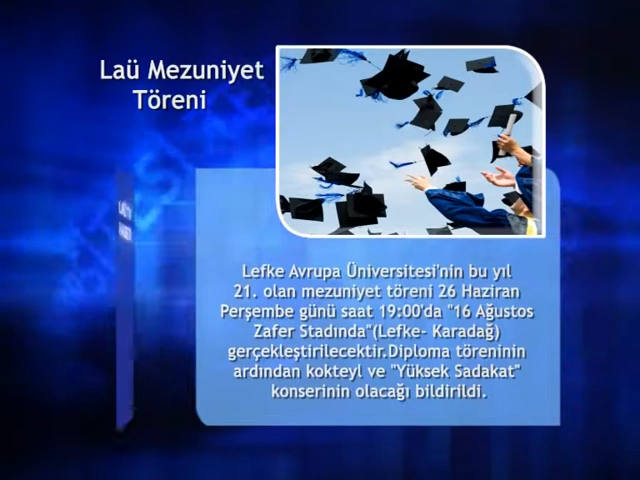 Laü Mezuniyet
Töreni
Lefke Avrupa Üniversitesi'nin bu yıl
21. olan mezuniyet töreni 26 Haziran
Perşembe günü saat 19:00'da "16 Ağustos
Zafer Stadında"(Lefke- Karadağ)
gerçekleştirilecektir.Diploma töreninin
ardından kokteyl ve "Yüksek Sadakat"
konserinin olacağı bildirildi.